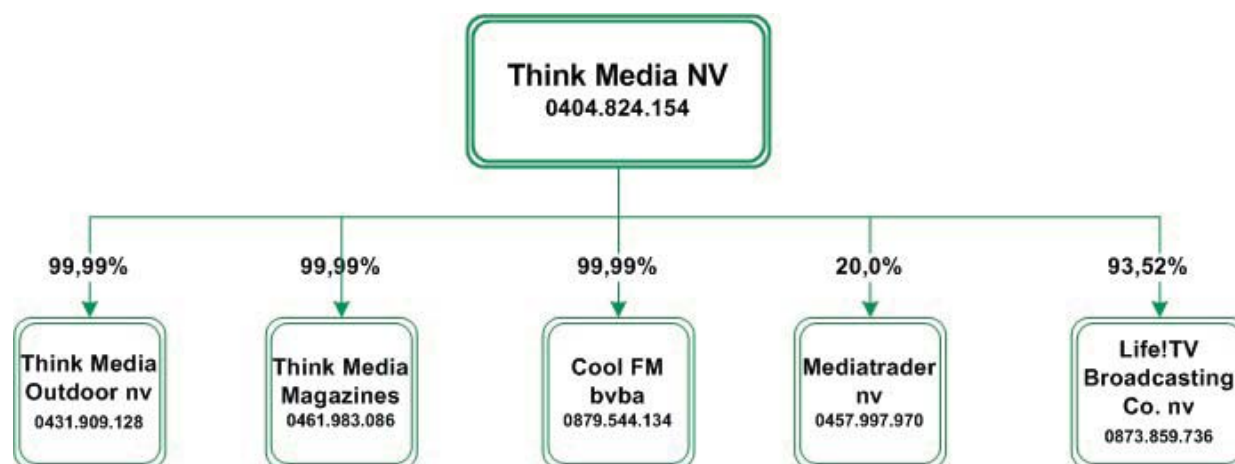 Think Media NV
0404.824.154
99,99%
99,99%
99,99%
20,0%
93,52%
Think Media
Outdoor nv
0431.909.128
Think Media
Magazines
0461.983.086
Cool FM
bvba
0879.544.134
Mediatrader
nv
0457.997.970
Life!TV
Broadcasting
Co. nv
0873.859.736